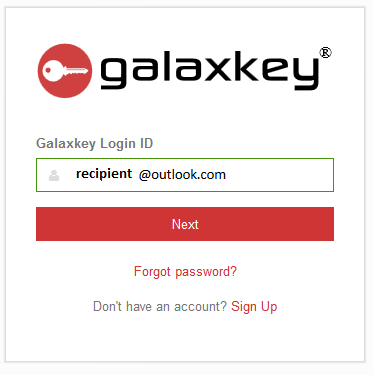 galaxkey®
Galaxkey Login ID
recipient @outlook.com
Next
Forgot password?
Don't have an account? Sign Up